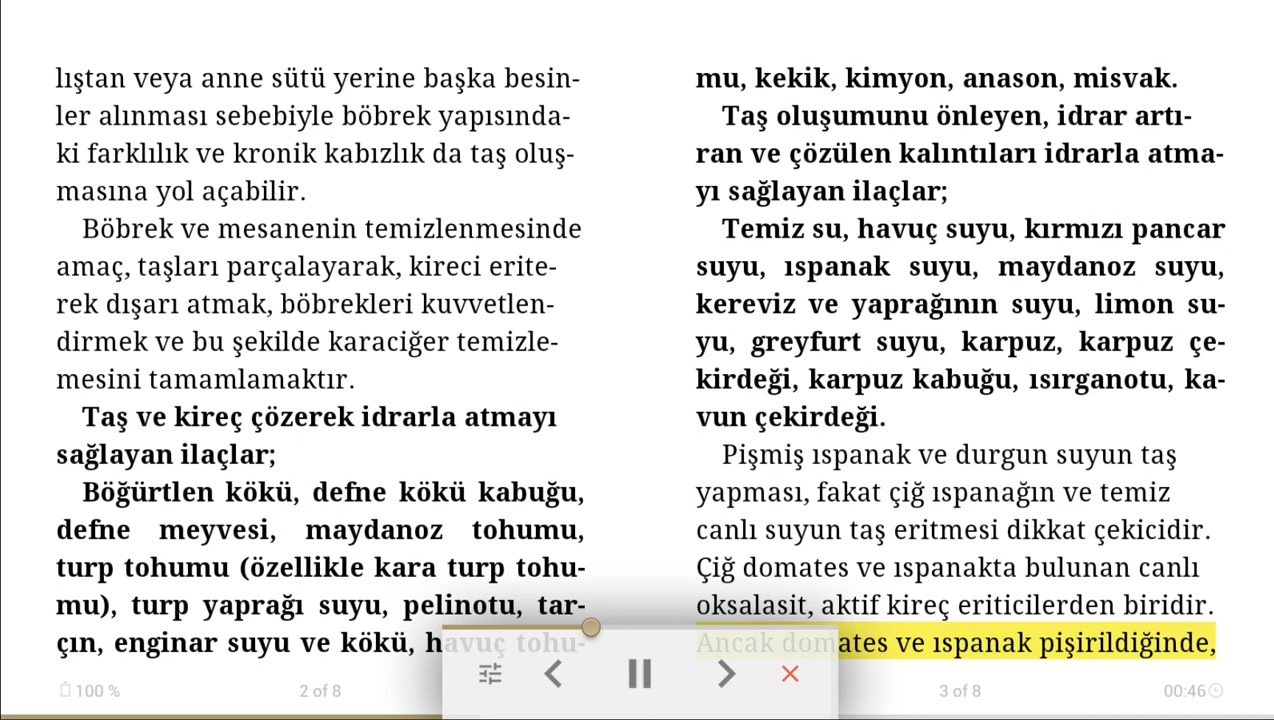 lıştan veya anne sütü yerine başka besin-
ler alınması sebebiyle böbrek yapısında-
ki farklılık ve kronik kabızlık da taş oluş-
masına yol açabilir.
Böbrek ve mesanenin temizlenmesinde
amaç, taşları parçalayarak, kireci erite-
rek dışarı atmak, böbrekleri kuvvetlen-
dirmek ve bu şekilde karaciğer temizle-
mesini tamamlamaktır.
Taş ve kireç çözerek idrarla atmayı
sağlayan ilaçlar;
Böğürtlen kökü, defne kökü kabuğu,
defne meyvesi, maydanoz tohumu,
turp tohumu (özellikle kara turp tohu-
mu), turp yaprağı suyu, pelinotu, tar-
çın, enginar suyu ve kökü, havuç tohu-
mu, kekik, kimyon, anason, misvak.
Taş oluşumunu önleyen, idrar artı-
ran ve çözülen kalıntıları idrarla atma-
yı sağlayan ilaçlar;
Temiz su, havuç suyu, kırmızı pancar
suyu, ıspanak suyu, maydanoz suyu,
kereviz ve yaprağının suyu, limon su-
yu, greyfurt suyu, karpuz, karpuz çe-
kirdeği, karpuz kabuğu, ısırganotu, ka-
vun çekirdeği.
Pişmiş ıspanak ve durgun suyun taş
yapması, fakat çiğ ıspanağın ve temiz
canlı suyun taş eritmesi dikkat çekicidir.
Çiğ domates ve ıspanakta bulunan canlı
oksalasit, aktif kireç eriticilerden biridir.
Ancak domates ve ıspanak pişirildiğinde,
100 %
2 of 8
3 of 8
00:46